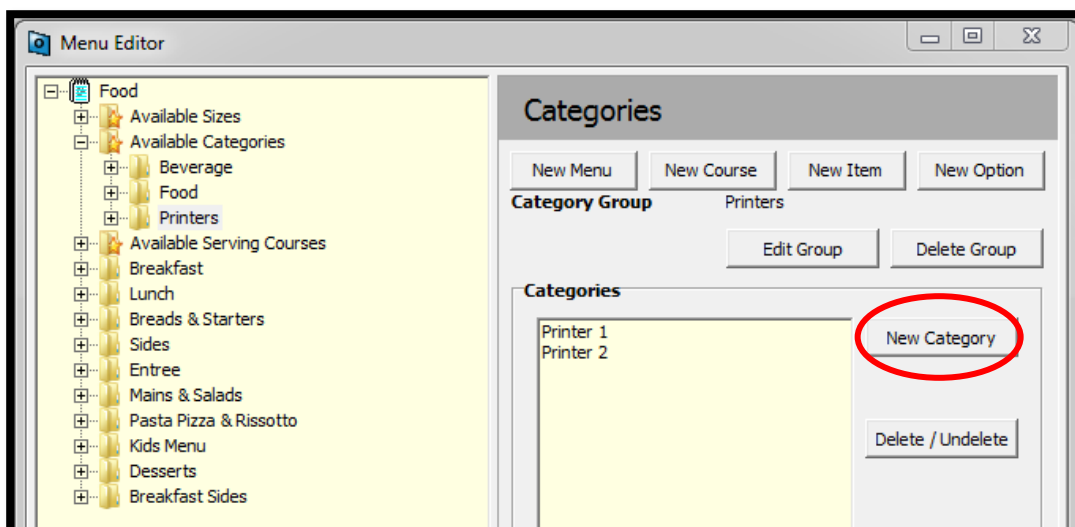 Menu Editor
Food
Available Sizes
Available Categories
Beverage
Food
Printers
Available Serving Courses
Breakfast
Lunch
Breads & Starters
Sides
Entree
Mains & Salads
Pasta Pizza & Rissotto
Kids Menu
Desserts
Breakfast Sides
Categories
New Menu New Course New Item New Option
Category Group Printers
Edit Group Delete Group
Categories
Printer 1
Printer 2
New Category
Delete / Undelete